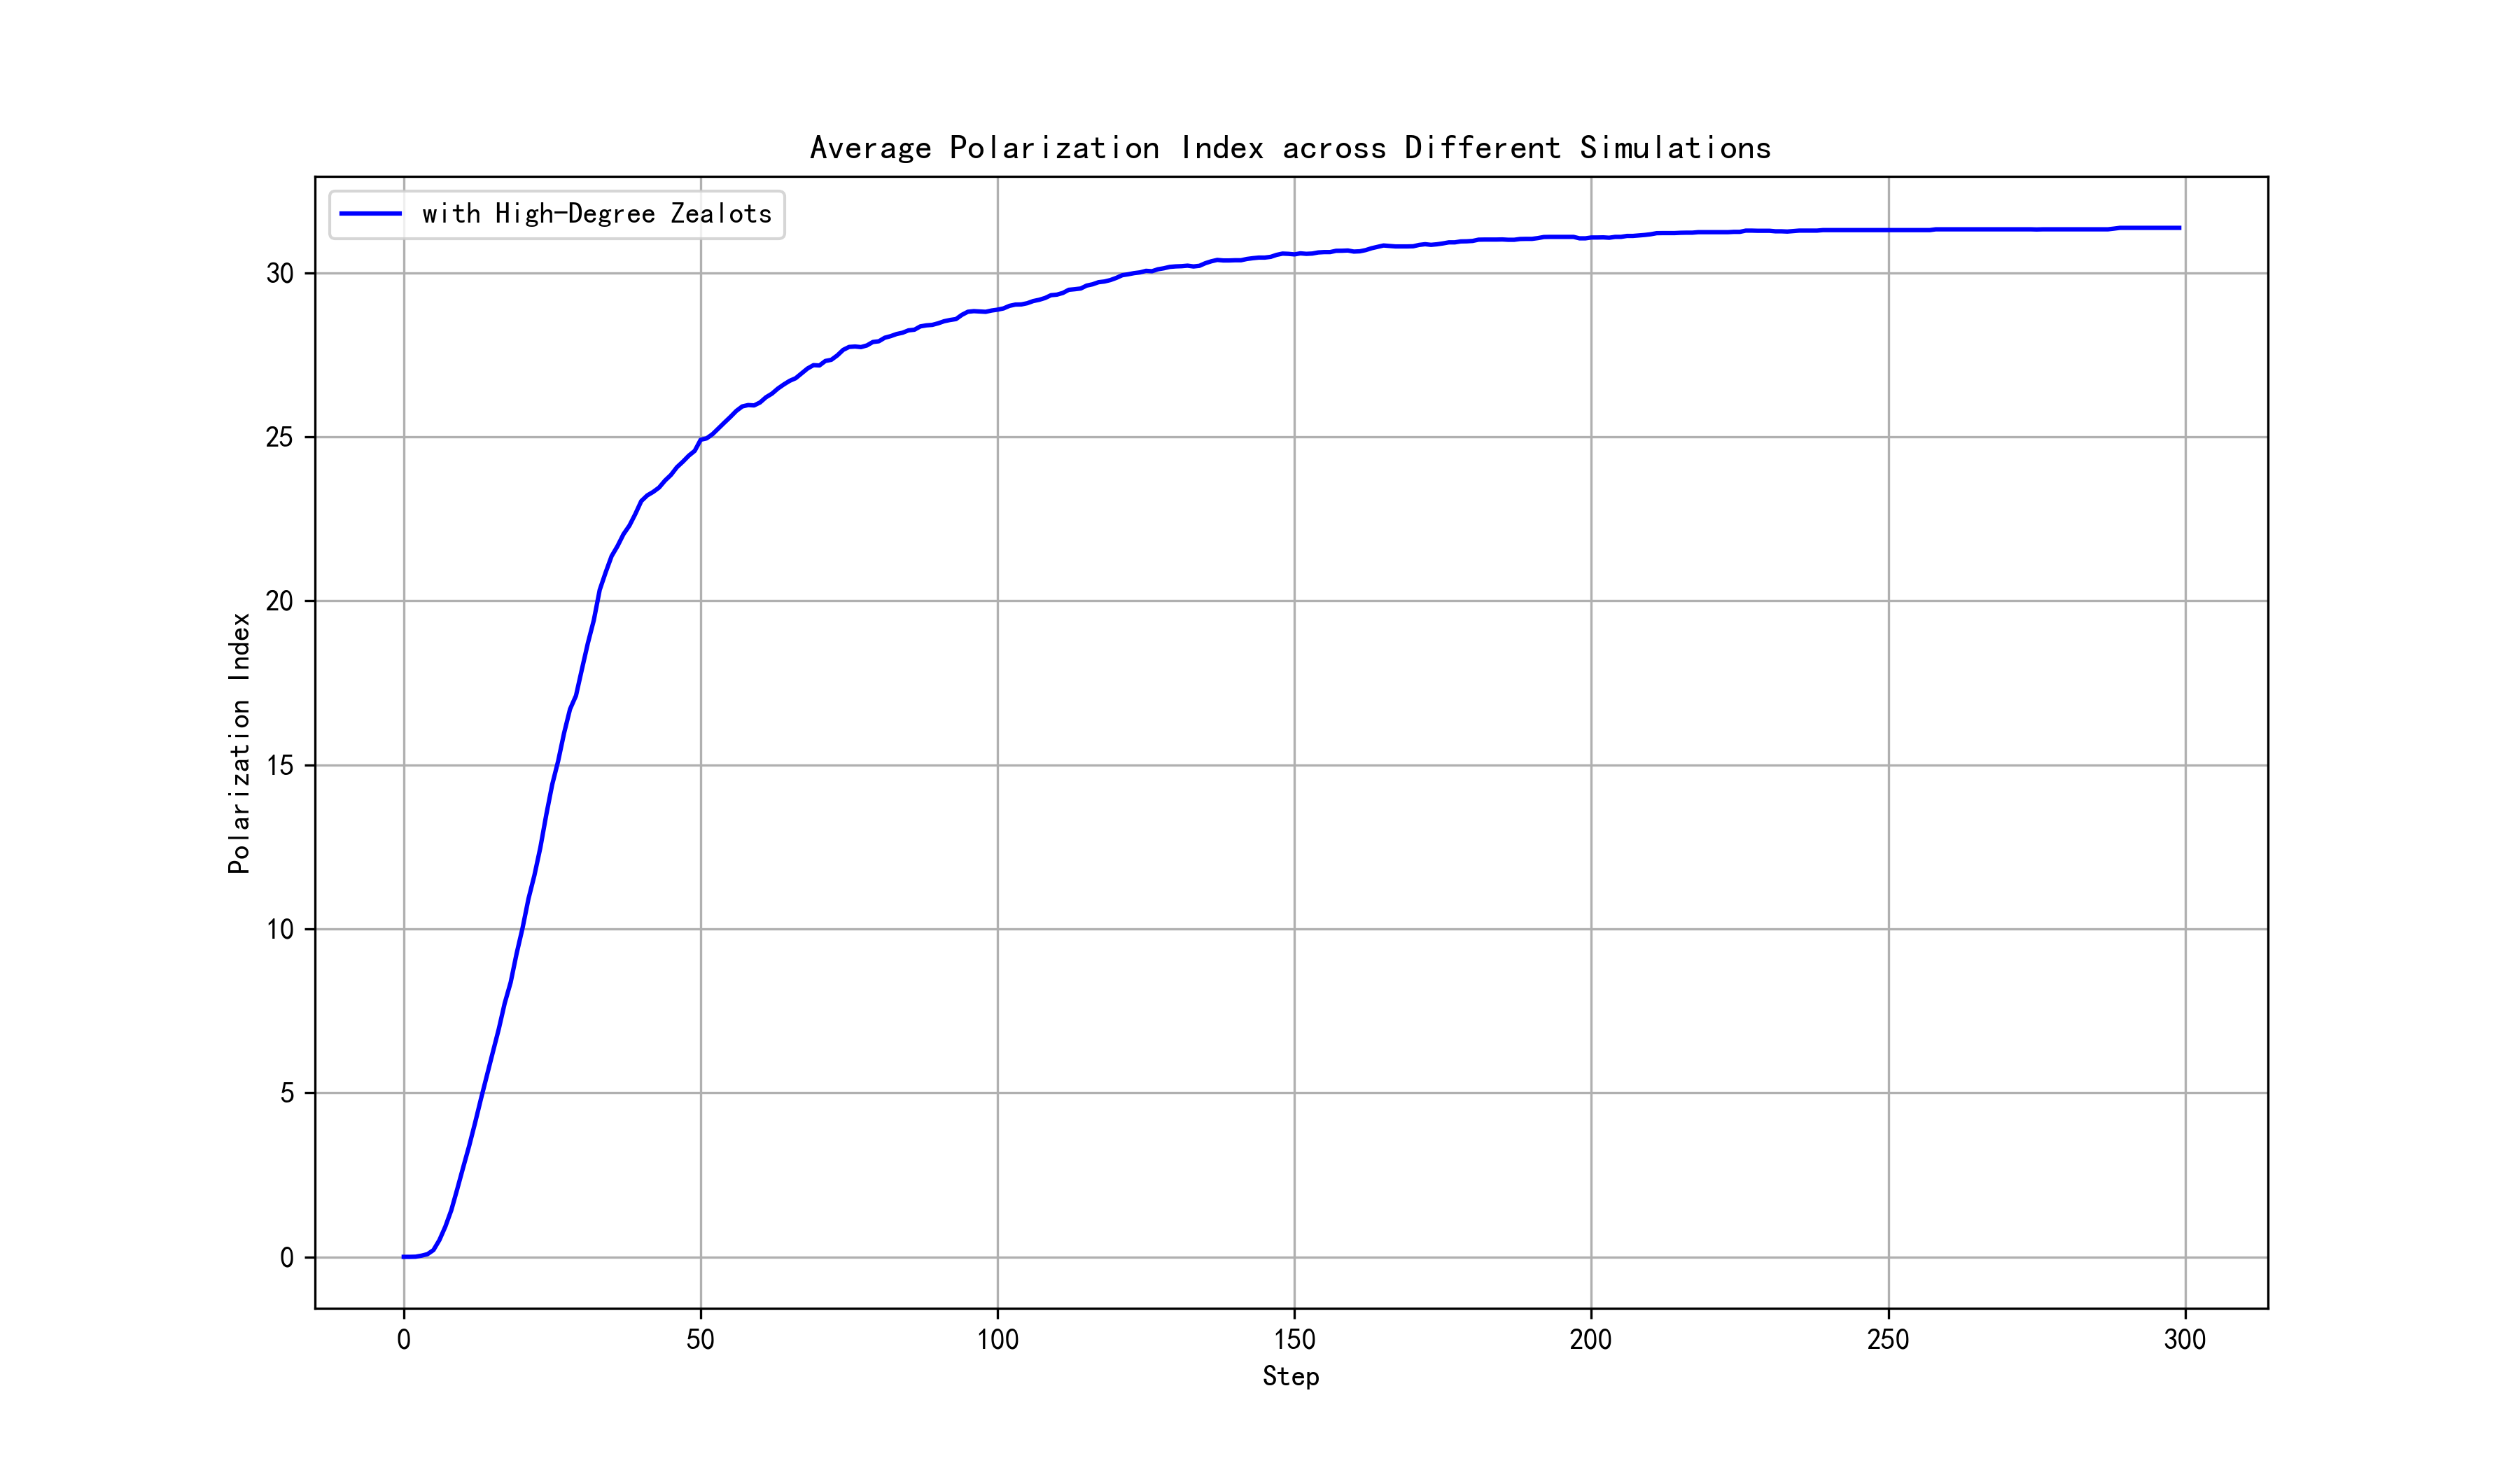 Average Polarization Index across Different Simulations
with High-Degree Zealots
Polarization Index
30
25
20
15
10
5
0
0 50 100 150 200 250 300
Step